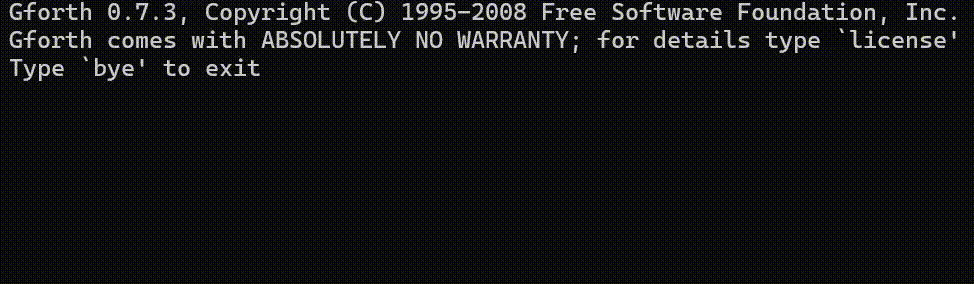 Gforth 0.7.3, Copyright (C) 1995-2008 Free Software Foundation, Inc.
Gforth comes with ABSOLUTELY NO WARRANTY; for details type `license'
Type `bye' to exit